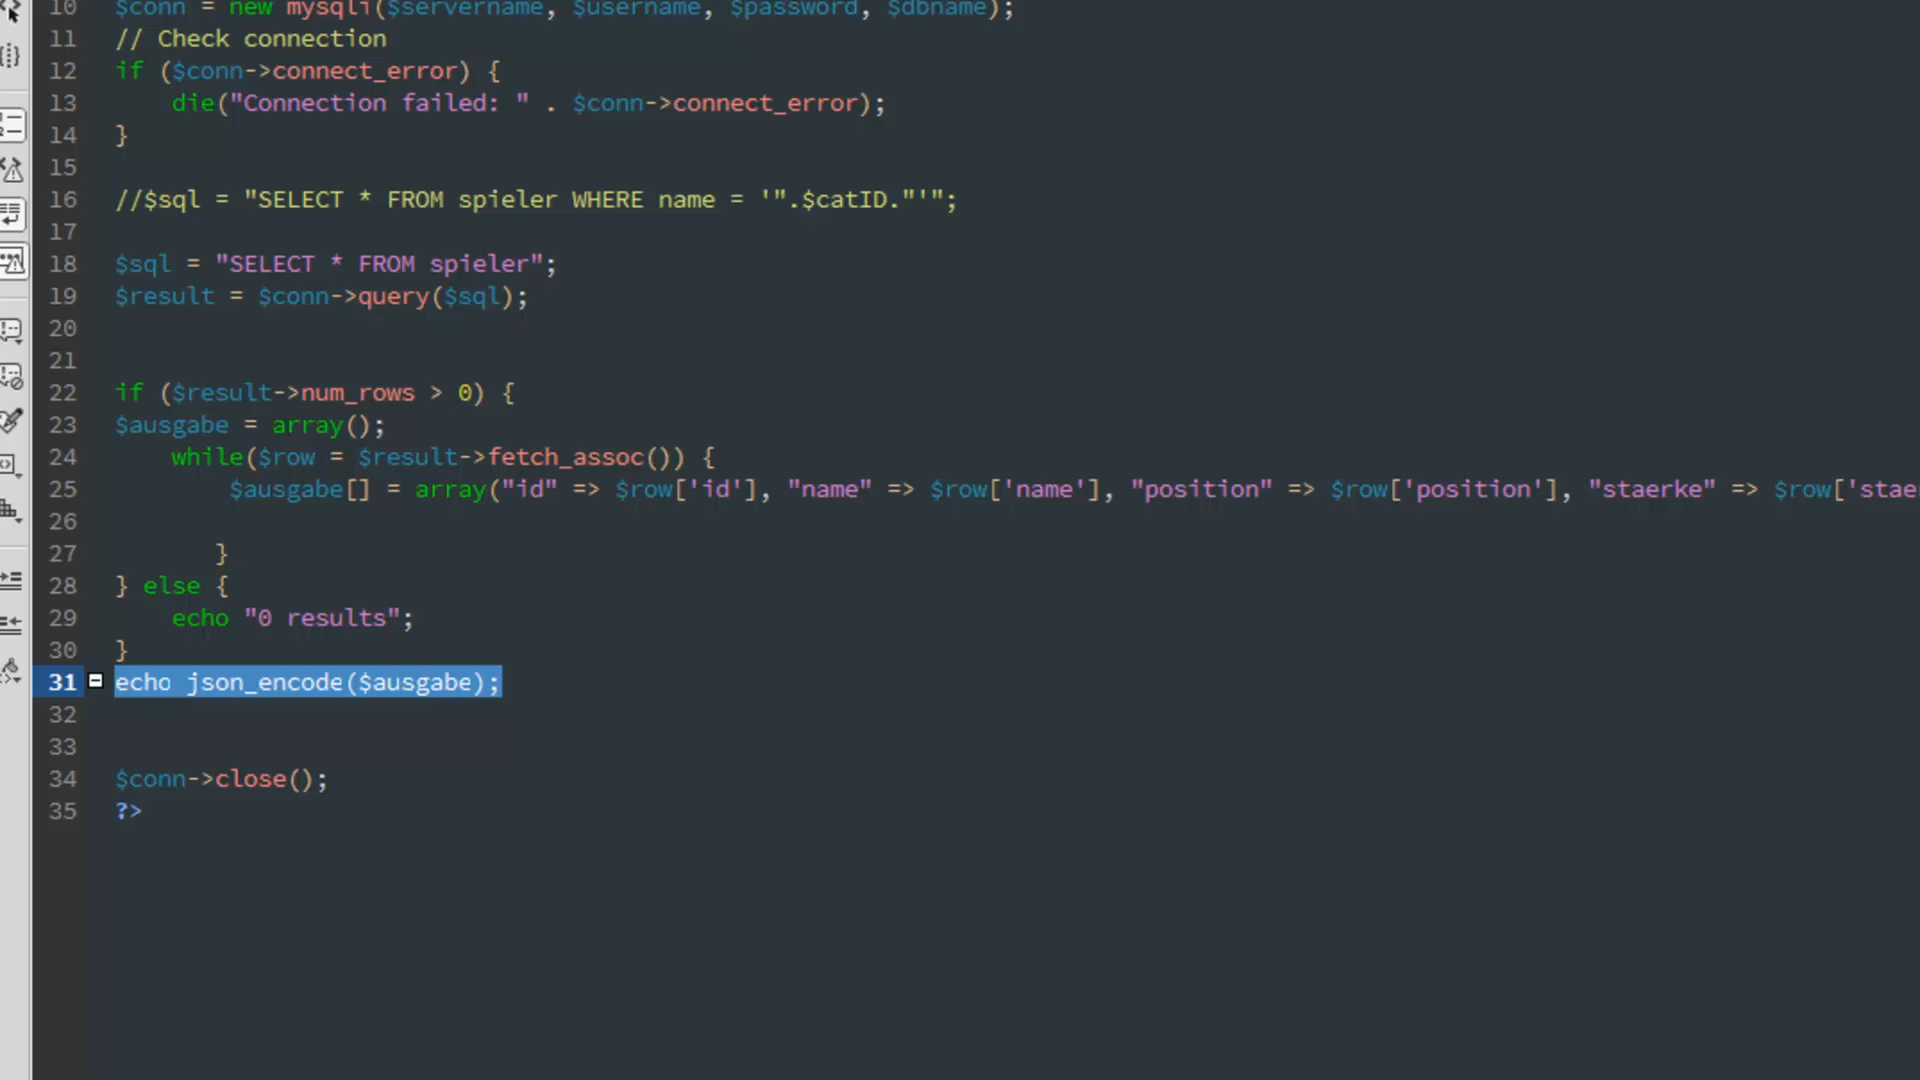 10 $conn = new mysqli($servername, $username, $password, $dbname);
11 // Check connection
12 if ($conn->connect_error) {
13 die("Connection failed: " . $conn->connect_error);
14 }
15
16 //$sql = "SELECT * FROM spieler WHERE name = '".$catID."'";
17
18 $sql = "SELECT * FROM spieler";
19 $result = $conn->query($sql);
20
21
22 if ($result->num_rows > 0) {
23 $ausgabe = array();
24 while($row = $result->fetch_assoc()) {
25 $ausgabe[] = array("id" => $row['id'], "name" => $row['name'], "position" => $row['position'], "staerke" => $row['staer
26
27 }
28 } else {
29 echo "0 results";
30 }
31 echo json_encode($ausgabe);
32
33
34 $conn->close();
35 ?>